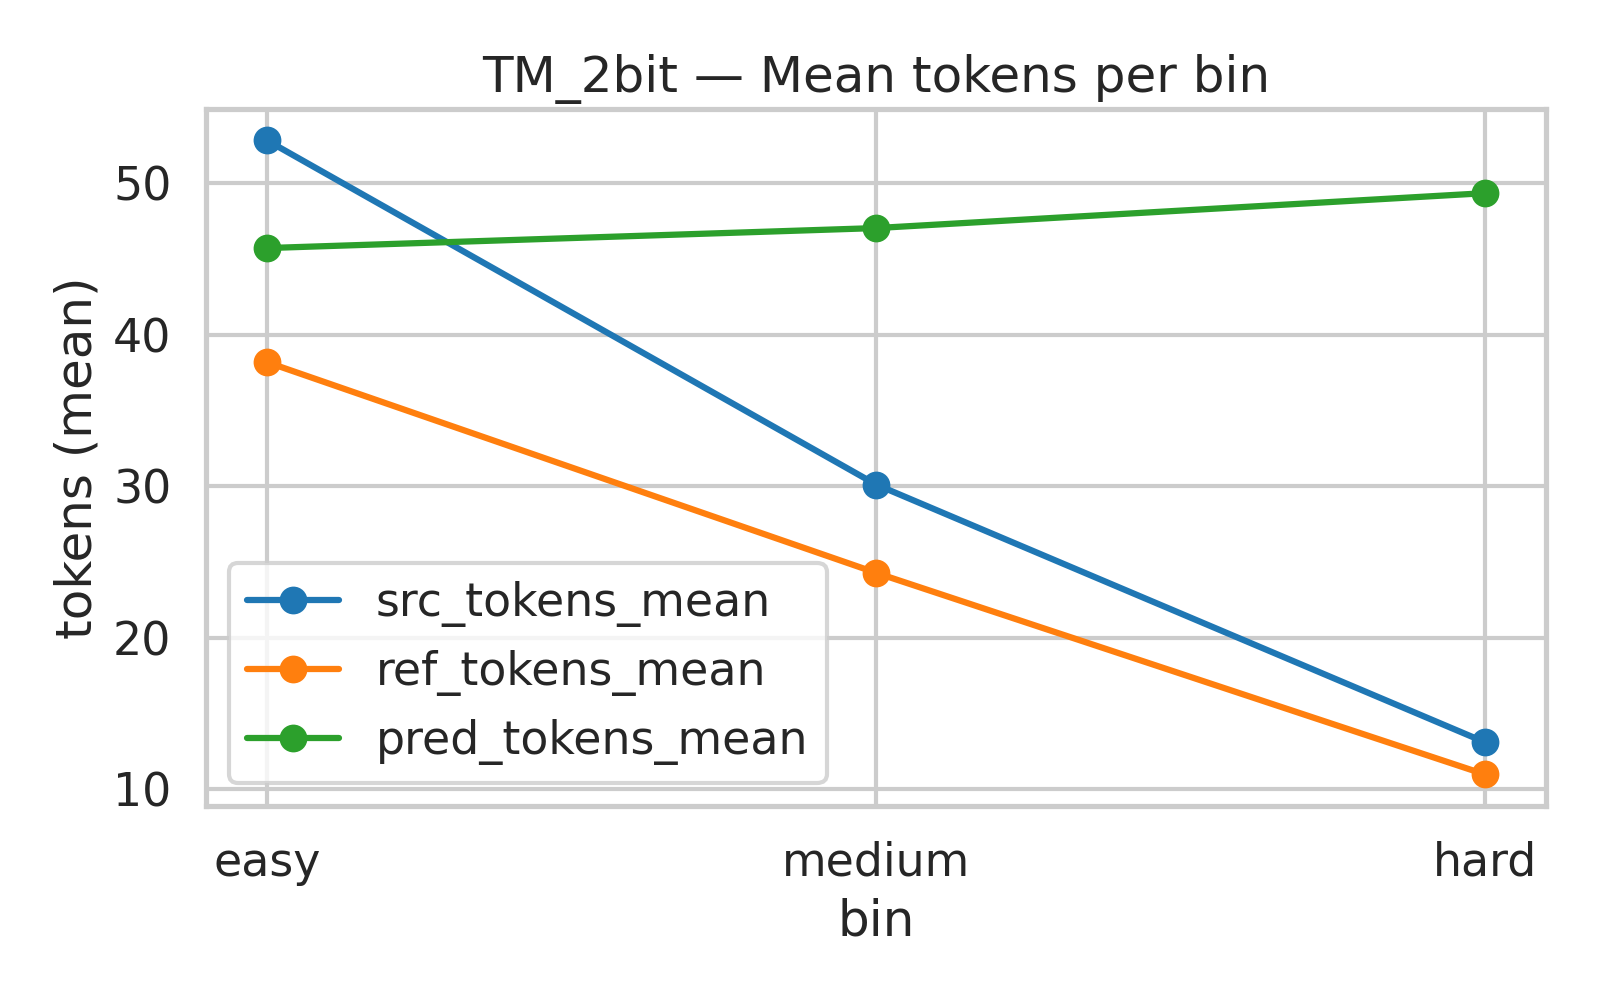 TM_2bit — Mean tokens per bin
tokens (mean)
50
40
30
20
10
src_tokens_mean
ref_tokens_mean
pred_tokens_mean
easy medium hard
bin